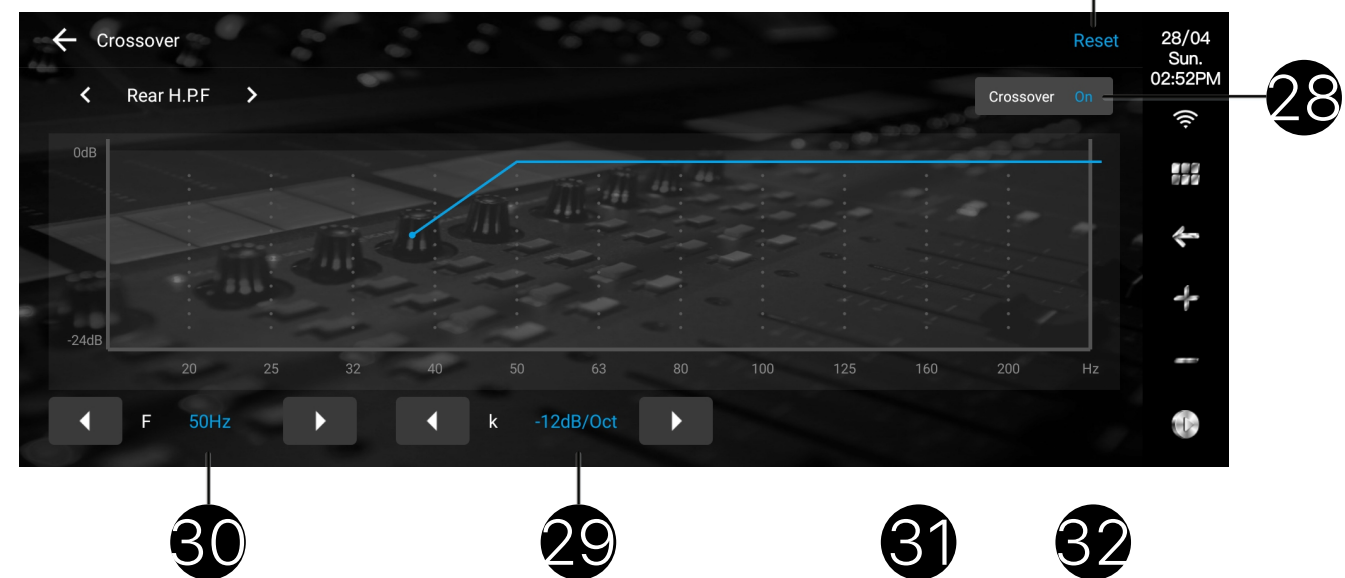 Crossover
Reset
28/04
Sun.
02:52PM
Rear H.P.F
Crossover On
28
0dB
-24dB
20 25 32 40 50 63 80 100 125 160 200 Hz
F 50Hz k -12dB/Oct
30 29 31 32